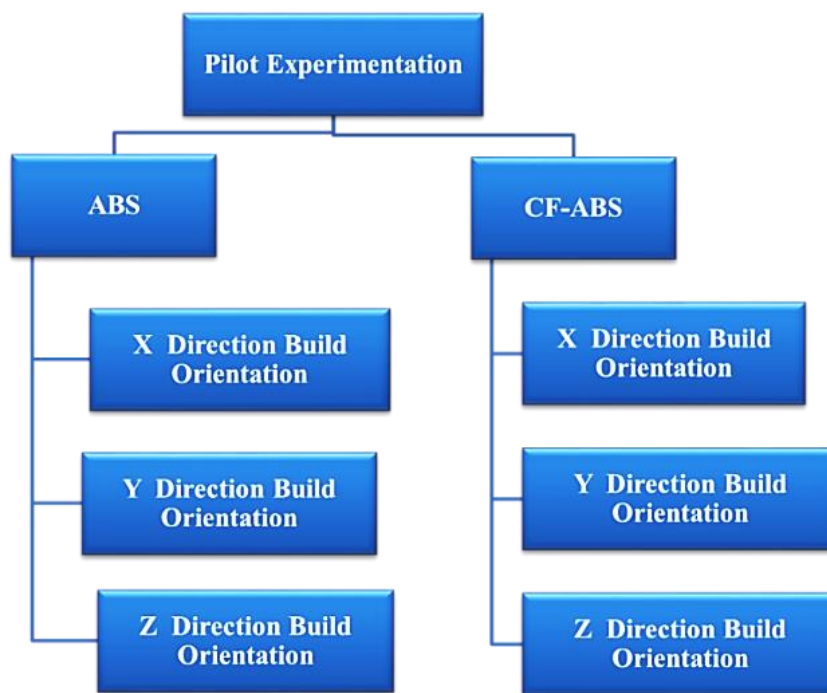 Pilot Experimentation
ABS
X Direction Build
Orientation
Y Direction Build
Orientation
Z Direction Build
Orientation
CF-ABS
X Direction Build
Orientation
Y Direction Build
Orientation
Z Direction Build
Orientation